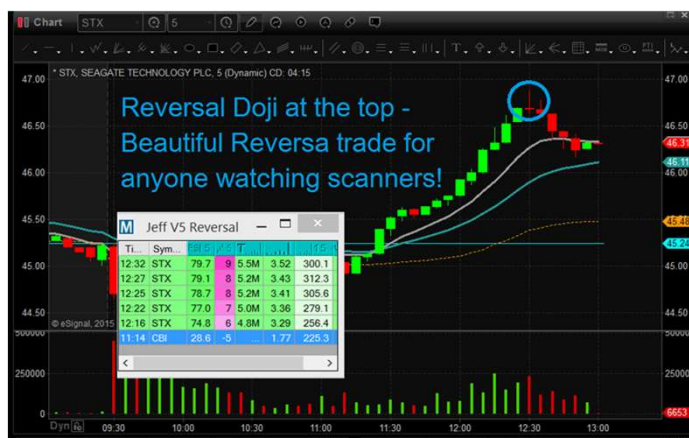 Chart STX 5
* STX, SEAGATE TECHNOLOGY PLC, 5 (Dynamic) CD: 04:15
47.00 47.00
Reversal Doji at the top -
Beautiful Reversa trade for
anyone watching scanners!
46.50 46.50
46.31
46.11
46.00 46.00
45.50
45.48
45.00
44.50 44.50
Jeff V5 Reversal
Ti... Sym...
12:32 STX 79.7 9 5.5M 3.52 300.1
12:27 STX 79.1 8 5.2M 3.43 312.3
12:25 STX 78.7 8 5.2M 3.41 305.6
12:22 STX 77.0 7 5.0M 3.36 279.1
12:16 STX 74.8 6 4.8M 3.29 256.4
11:14 CBI 28.6 -5 ... 1.77 225.3
© eSignal, 2015
500000
250000
0
6653
Dyn 09:30 10:00 10:30 11:00 11:30 12:00 12:30 13:00